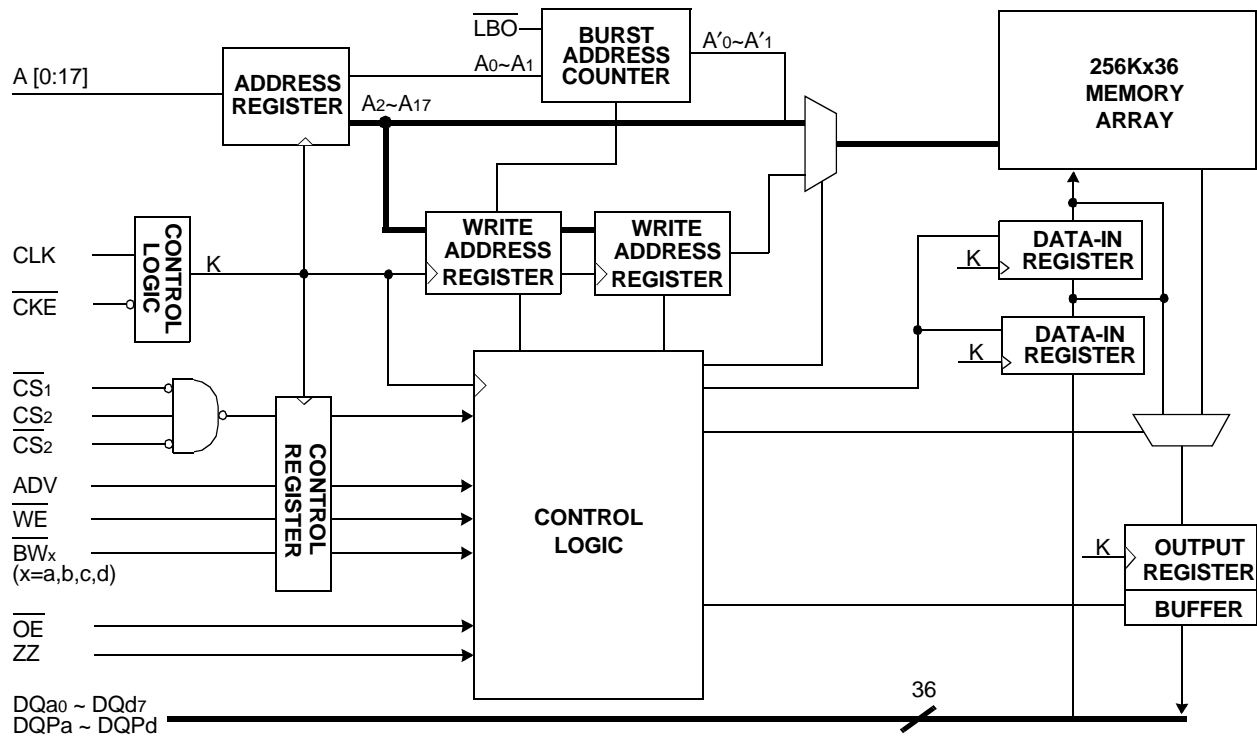 LBO
BURST
ADDRESS
COUNTER
A′0~A′1
A0~A1
A [0:17]
ADDRESS
REGISTER
A2~A17
256Kx36
MEMORY
ARRAY
WRITE
ADDRESS
REGISTER
WRITE
ADDRESS
REGISTER
CLK
CKE
CONTROL
LOGIC
K
DATA-IN
REGISTER
K
DATA-IN
REGISTER
K
CS1
CS2
CS2
ADV
WE
BWx
(x=a,b,c,d)
CONTROL
REGISTER
CONTROL
LOGIC
OE
ZZ
K
OUTPUT
REGISTER
BUFFER
DQa0 ~ DQd7
DQPa ~ DQPd
36